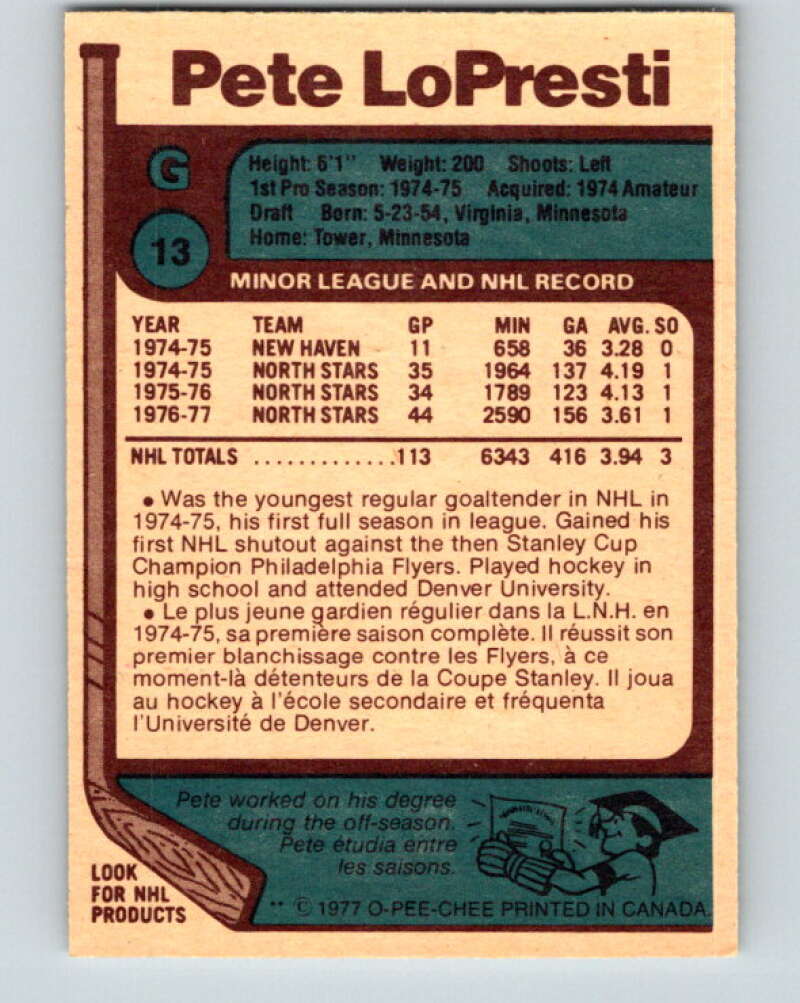 Pete LoPresti
G
13
Height: 6'1" Weight: 200 Shoots: Left
1st Pro Season: 1974-75 Acquired: 1974 Amateur
Draft Born: 5-23-54, Virginia, Minnesota
Home: Tower, Minnesota
MINOR LEAGUE AND NHL RECORD
YEAR TEAM GP MIN GA AVG. SO
1974-75 NEW HAVEN 11 658 36 3.28 0
1974-75 NORTH STARS 35 1964 137 4.19 1
1975-76 NORTH STARS 34 1789 123 4.13 1
1976-77 NORTH STARS 44 2590 156 3.61 1
NHL TOTALS .............113 6343 416 3.94 3
• Was the youngest regular goaltender in NHL in
1974-75, his first full season in league. Gained his
first NHL shutout against the then Stanley Cup
Champion Philadelphia Flyers. Played hockey in
high school and attended Denver University.
• Le plus jeune gardien régulier dans la L.N.H. en
1974-75, sa première saison complète. Il réussit son
premier blanchissage contre les Flyers, à ce
moment-là détenteurs de la Coupe Stanley. Il joua
au hockey à l'école secondaire et fréquenta
l'Université de Denver.
Pete worked on his degree
during the off-season.
Pete étudia entre
les saisons.
LOOK
FOR NHL
PRODUCTS
** © 1977 O-PEE-CHEE PRINTED IN CANADA